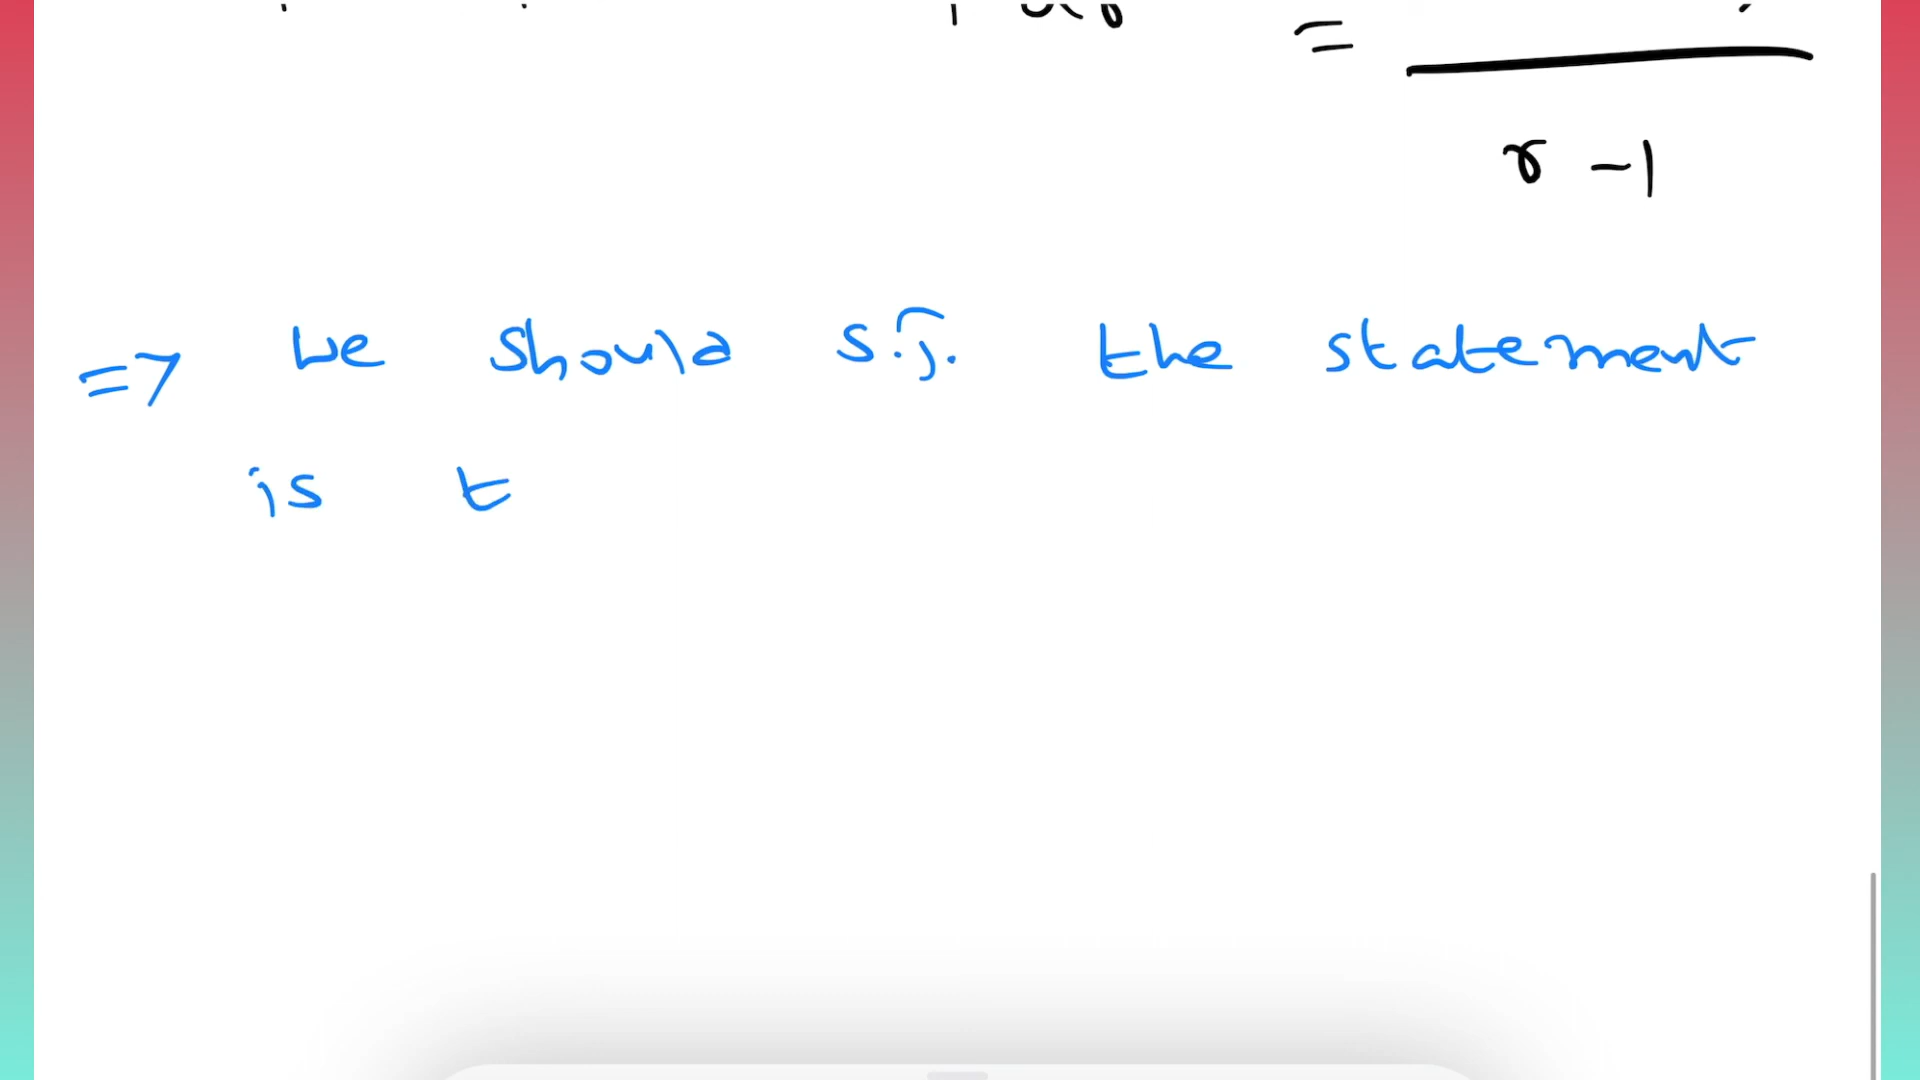 =
r - 1
=> we should s.T. the statement
is t